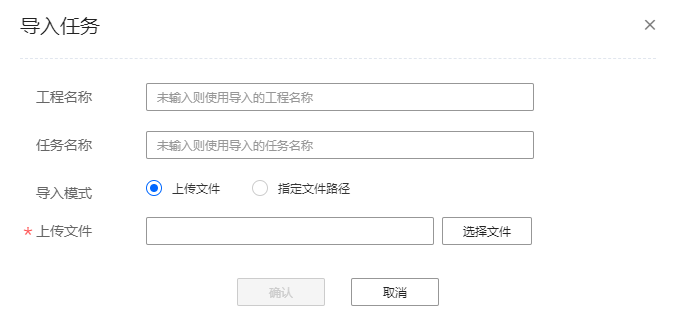 导入任务
工程名称 未输入则使用导入的工程名称
任务名称 未输入则使用导入的任务名称
导入模式 上传文件 指定文件路径
* 上传文件 选择文件
确认 取消